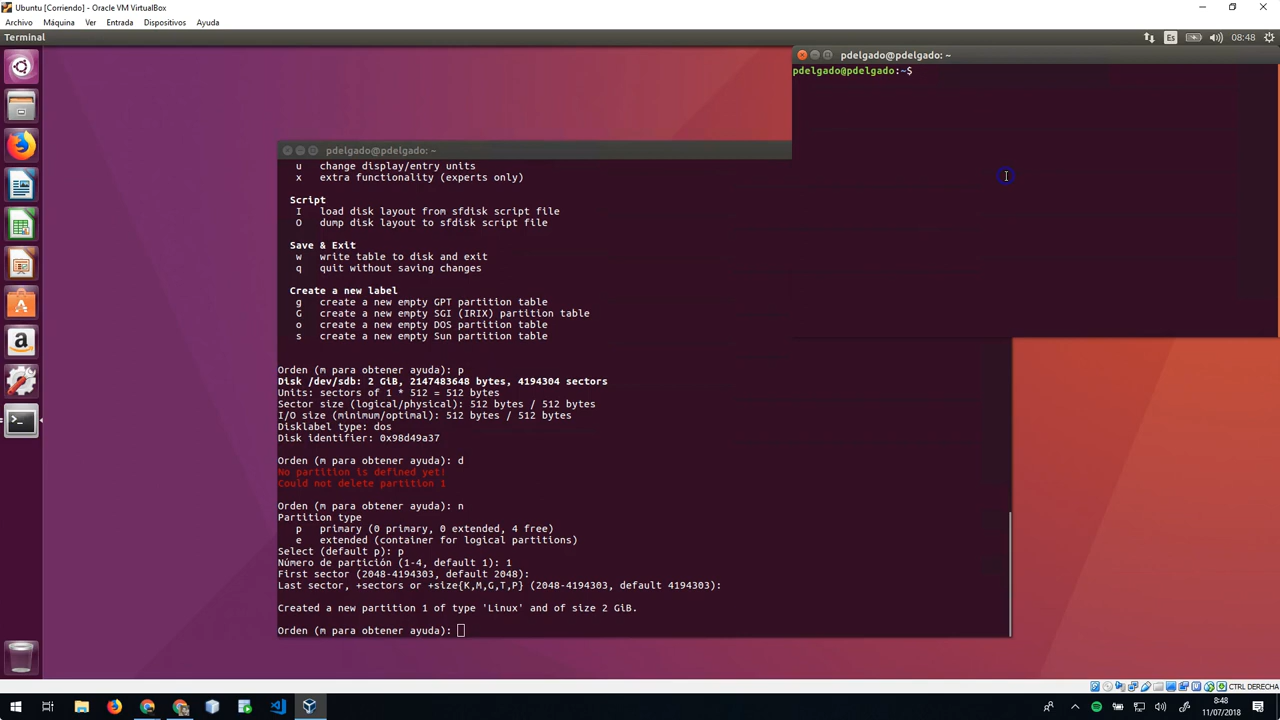 Ubuntu [Corriendo] - Oracle VM VirtualBox
Archivo Máquina Ver Entrada Dispositivos Ayuda
Terminal
Es
08:48
pdelgado@pdelgado: ~
pdelgado@pdelgado:~$
pdelgado@pdelgado: ~
u change display/entry units
x extra functionality (experts only)
Script
I load disk layout from sfdisk script file
O dump disk layout to sfdisk script file
Save & Exit
w write table to disk and exit
q quit without saving changes
Create a new label
g create a new empty GPT partition table
G create a new empty SGI (IRIX) partition table
o create a new empty DOS partition table
s create a new empty Sun partition table
Orden (m para obtener ayuda): p
Disk /dev/sdb: 2 GiB, 2147483648 bytes, 4194304 sectors
Units: sectors of 1 * 512 = 512 bytes
Sector size (logical/physical): 512 bytes / 512 bytes
I/O size (minimum/optimal): 512 bytes / 512 bytes
Disklabel type: dos
Disk identifier: 0x98d49a37
Orden (m para obtener ayuda): d
No partition is defined yet!
Could not delete partition 1
Orden (m para obtener ayuda): n
Partition type
p primary (0 primary, 0 extended, 4 free)
e extended (container for logical partitions)
Select (default p): p
Número de partición (1-4, default 1): 1
First sector (2048-4194303, default 2048):
Last sector, +sectors or +size{K,M,G,T,P} (2048-4194303, default 4194303):
Created a new partition 1 of type 'Linux' and of size 2 GiB.
Orden (m para obtener ayuda):
CTRL DERECHA
8:48
11/07/2018